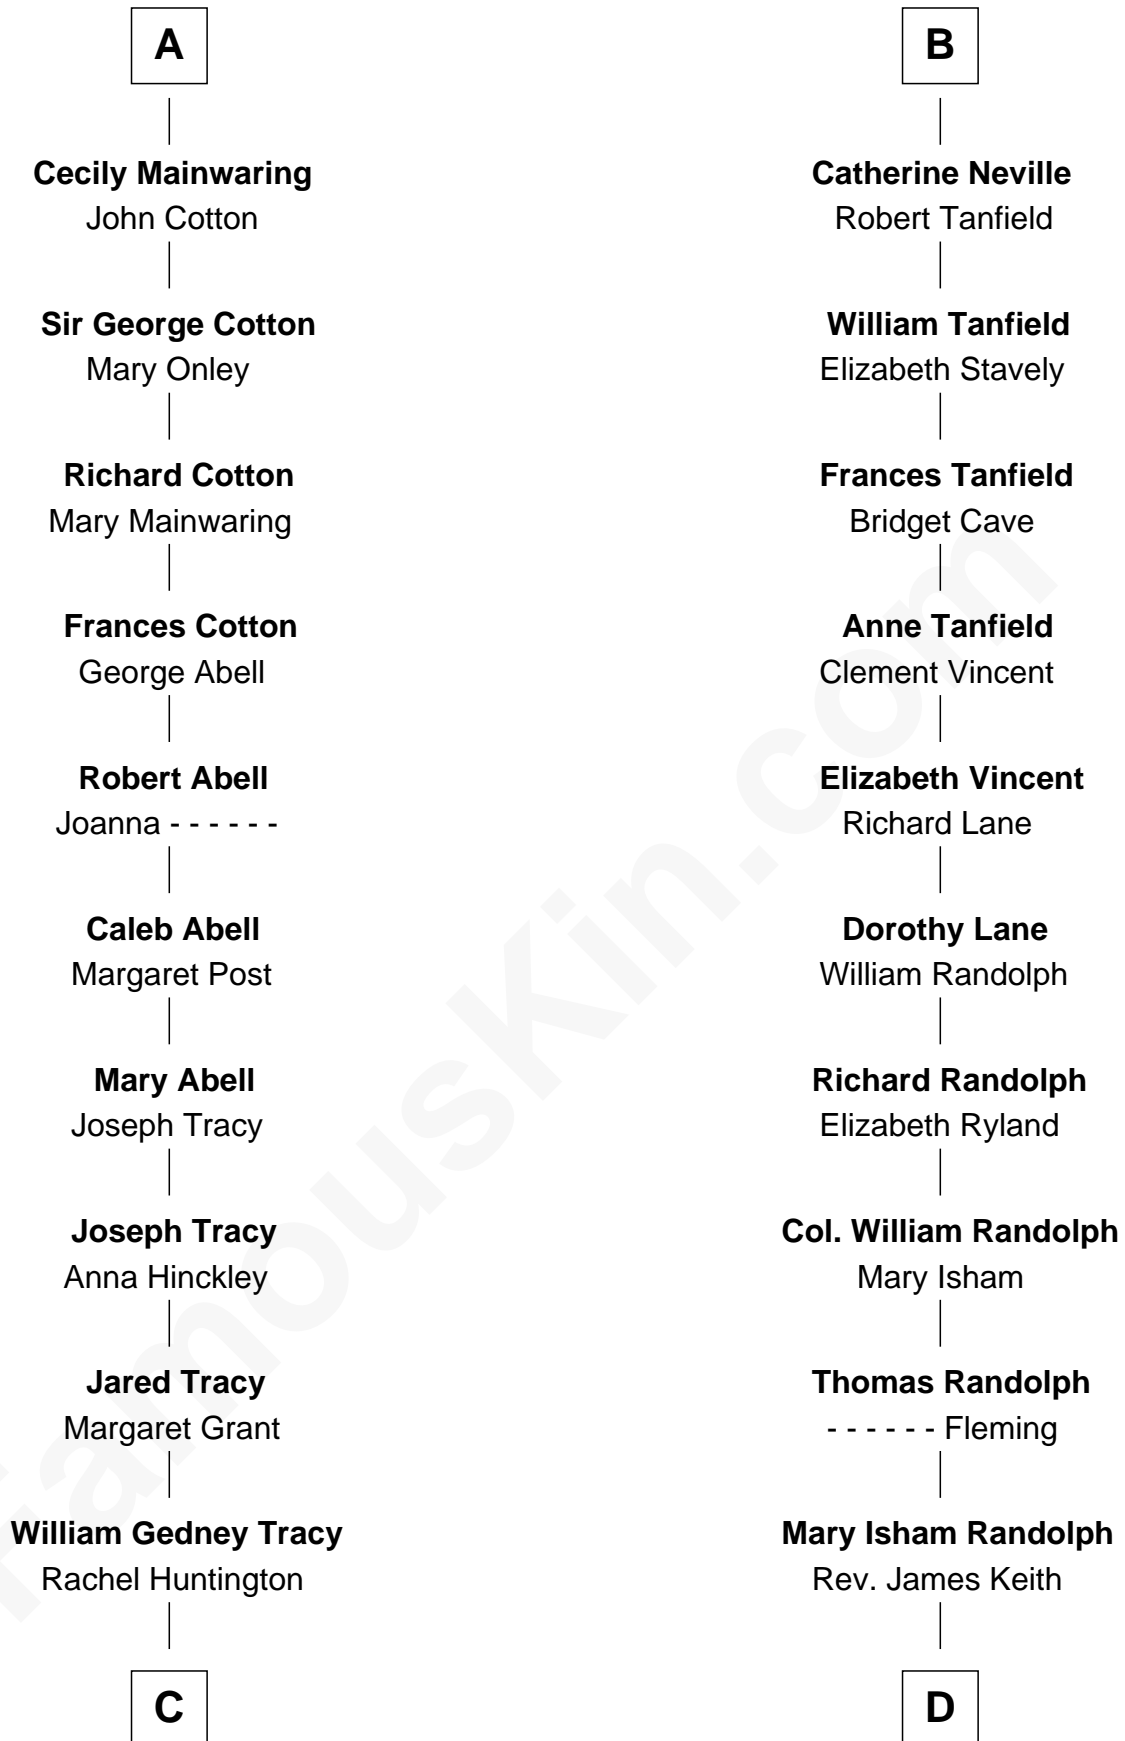 A
Cecily Mainwaring
John Cotton
Sir George Cotton
Mary Onley
Richard Cotton
Mary Mainwaring
Frances Cotton
George Abell
Robert Abell
Joanna - - - - - -
Caleb Abell
Margaret Post
Mary Abell
Joseph Tracy
Joseph Tracy
Anna Hinckley
Jared Tracy
Margaret Grant
William Gedney Tracy
Rachel Huntington
C
B
Catherine Neville
Robert Tanfield
William Tanfield
Elizabeth Stavely
Frances Tanfield
Bridget Cave
Anne Tanfield
Clement Vincent
Elizabeth Vincent
Richard Lane
Dorothy Lane
William Randolph
Richard Randolph
Elizabeth Ryland
Col. William Randolph
Mary Isham
Thomas Randolph
- - - - - - Fleming
Mary Isham Randolph
Rev. James Keith
D
FamousKin.com